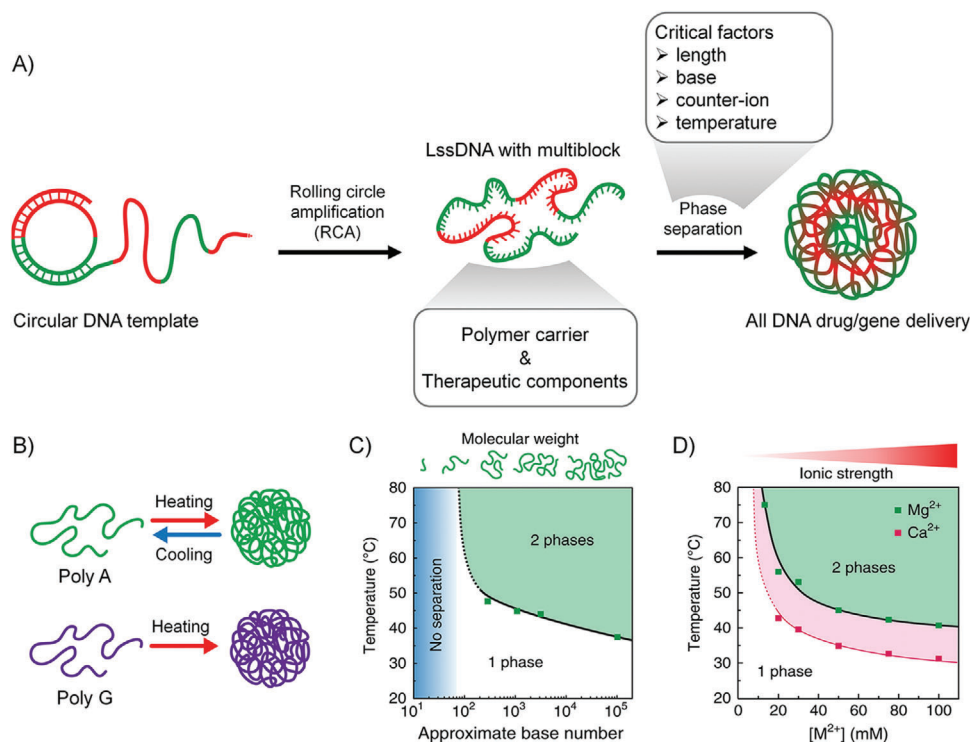 A)
Critical factors
➢ length
➢ base
➢ counter-ion
➢ temperature
LssDNA with multiblock
Rolling circle
amplification
(RCA)
Phase
separation
Circular DNA template
All DNA drug/gene delivery
Polymer carrier
&
Therapeutic components
B)
Heating
Cooling
Poly A
Heating
Poly G
C)
Molecular weight
80
70
60
50
40
30
20
Temperature (°C)
No separation
2 phases
1 phase
10¹ 10² 10³ 10⁴ 10⁵
Approximate base number
D)
Ionic strength
80
70
60
50
40
30
20
Temperature (°C)
Mg²⁺
Ca²⁺
2 phases
1 phase
0 20 40 60 80 100
[M²⁺] (mM)